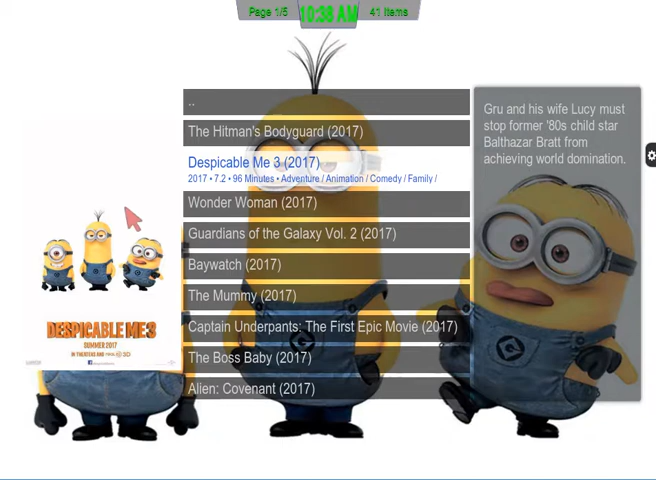 Page 1/5 10:38 AM 41 Items
..
The Hitman's Bodyguard (2017)
Despicable Me 3 (2017)
2017 • 7.2 • 96 Minutes • Adventure / Animation / Comedy / Family /
Wonder Woman (2017)
Guardians of the Galaxy Vol. 2 (2017)
Baywatch (2017)
The Mummy (2017)
Captain Underpants: The First Epic Movie (2017)
The Boss Baby (2017)
Alien: Covenant (2017)
Gru and his wife Lucy must
stop former '80s child star
Balthazar Bratt from
achieving world domination.
DESPICABLE ME 3
SUMMER 2017
IN THEATERS AND 3D